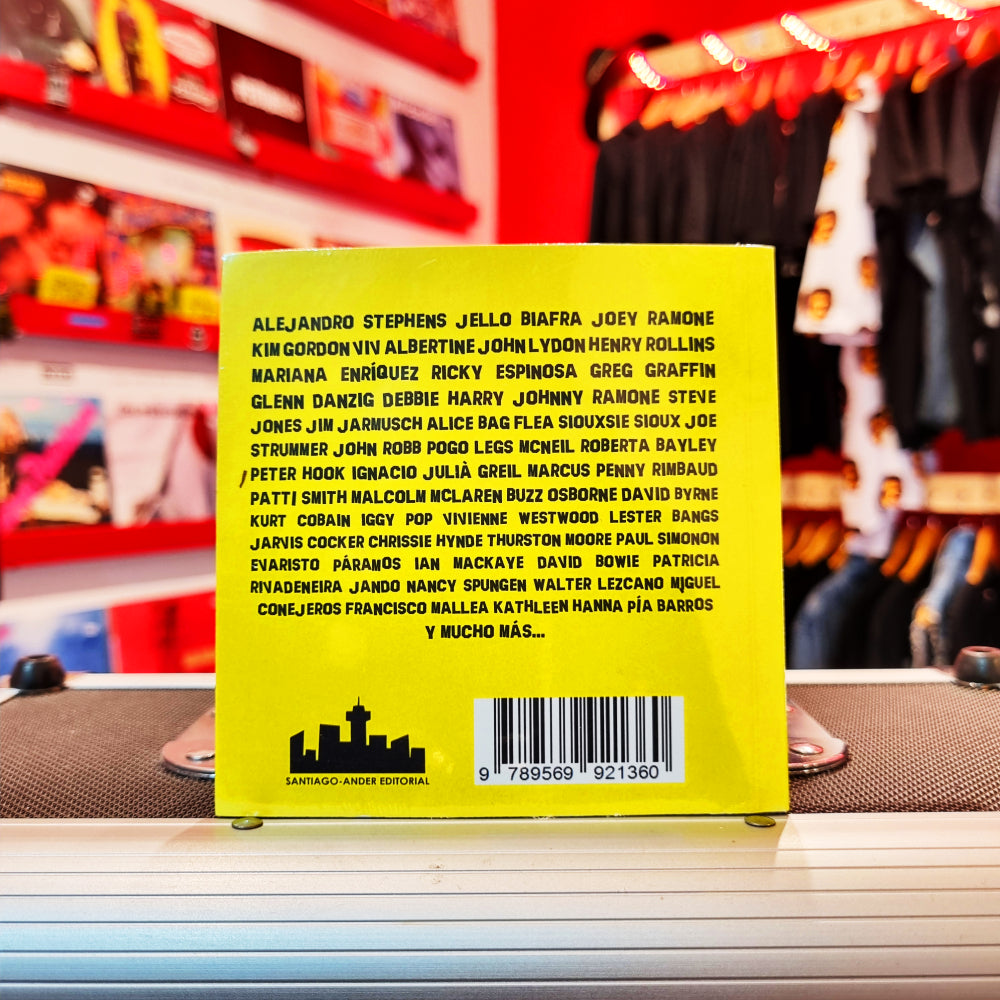 ALEJANDRO STEPHENS JELLO BIAFRA JOEY RAMONE
KIM GORDON VIV ALBERTINE JOHN LYDON HENRY ROLLINS
MARIANA ENRÍQUEZ RICKY ESPINOSA GREG GRAFFIN
GLENN DANZIG DEBBIE HARRY JOHNNY RAMONE STEVE
JONES JIM JARMUSCH ALICE BAG FLEA SIOUXSIE SIOUX JOE
STRUMMER JOHN ROBB POGO LEGS MCNEIL ROBERTA BAYLEY
PETER HOOK IGNACIO JULIÀ GREIL MARCUS PENNY RIMBAUD
PATTI SMITH MALCOLM MCLAREN BUZZ OSBORNE DAVID BYRNE
KURT COBAIN IGGY POP VIVIENNE WESTWOOD LESTER BANGS
JARVIS COCKER CHRISSIE HYNDE THURSTON MOORE PAUL SIMONON
EVARISTO PÁRAMOS IAN MACKAYE DAVID BOWIE PATRICIA
RIVADENEIRA JANDO NANCY SPUNGEN WALTER LEZCANO MIGUEL
CONEJEROS FRANCISCO MALLEA KATHLEEN HANNA PÍA BARROS
Y MUCHO MÁS...
SANTIAGO-ANDER EDITORIAL
9 789569 921360